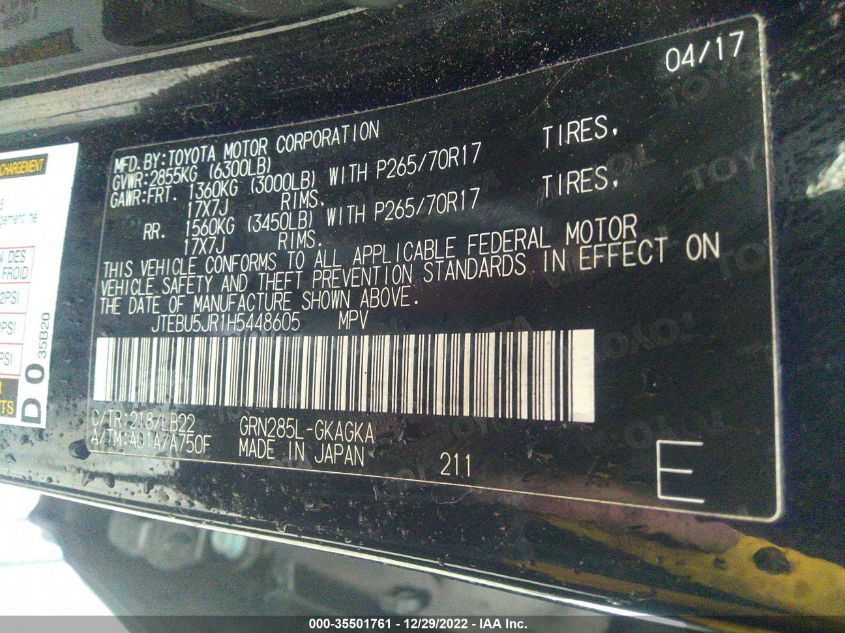 04/17
MFD.BY:TOYOTA MOTOR CORPORATION
GVWR:2855KG (6300LB)
GAWR:FRT. 1360KG (3000LB) WITH P265/70R17 TIRES,
17X7J RIMS.
RR. 1560KG (3450LB) WITH P265/70R17 TIRES,
17X7J RIMS.
THIS VEHICLE CONFORMS TO ALL APPLICABLE FEDERAL MOTOR
VEHICLE SAFETY AND THEFT PREVENTION STANDARDS IN EFFECT ON
THE DATE OF MANUFACTURE SHOWN ABOVE.
JTEBU5JR1H5448605 MPV
C/TR:218/LB22 GRN285L-GKAGKA
A/TM:A01A/A750F MADE IN JAPAN
211
E
CHARGEMENT
DES
FROID
PSI
PSI
D0 35B20
000-35501761 - 12/29/2022 - IAA Inc.